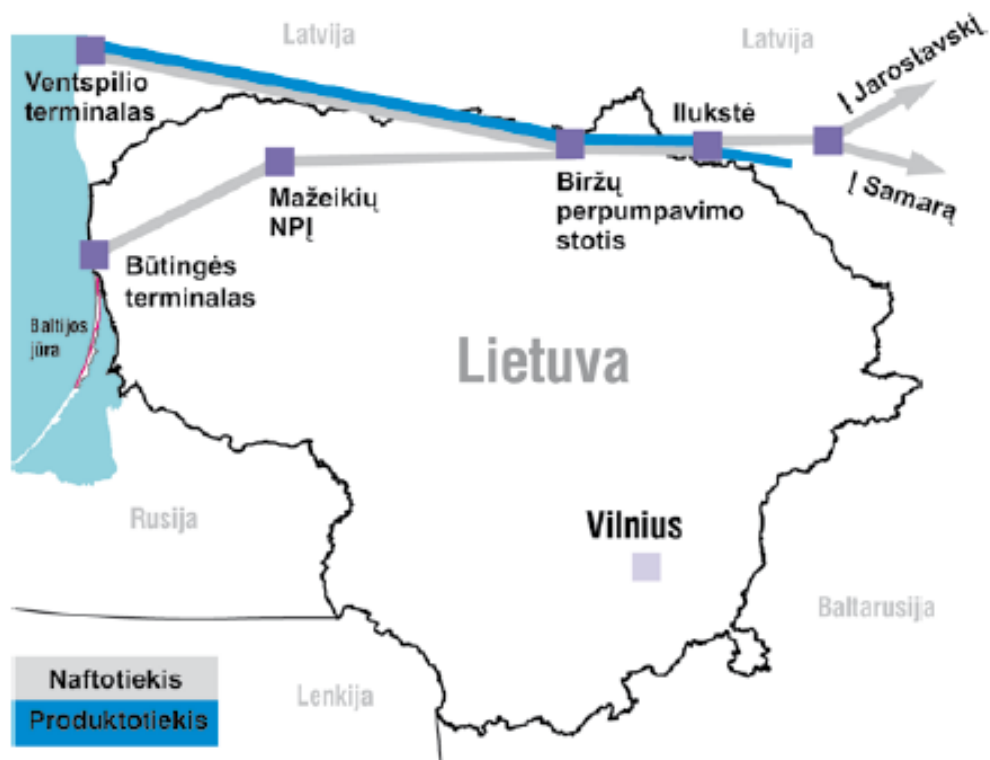 Latvija
Latvija
Ventspilio
terminalas
Ilukstė
Į Jaroslavskį
Į Samarą
Mažeikių
NPĮ
Biržų
perpumpavimo
stotis
Būtingės
terminalas
Baltijos
jūra
Lietuva
Rusija
Vilnius
Baltarusija
Lenkija
Naftotiekis
Produktotiekis